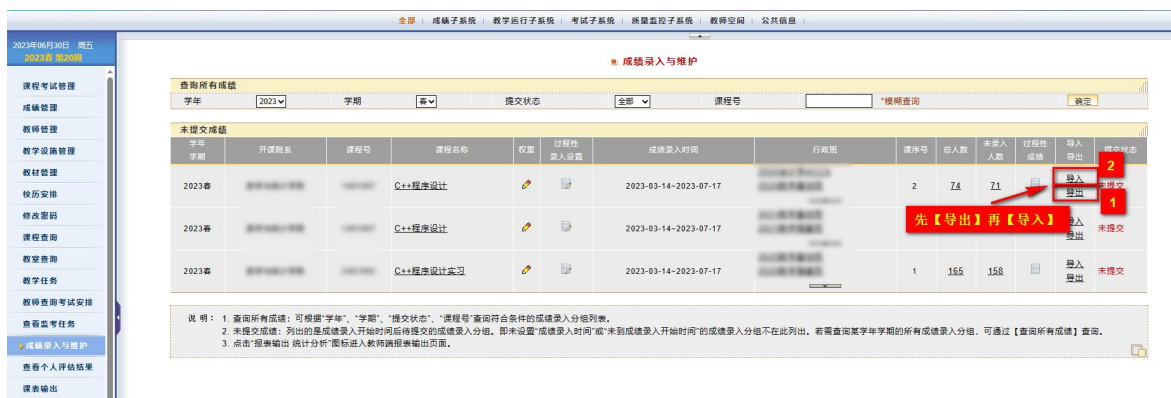 全部 | 成绩子系统 | 教学运行子系统 | 考试子系统 | 质量监控子系统 | 教师空间 | 公共信息 |
2023年06月30日 周五
2023春 第20周
课程考试管理
成绩管理
教师管理
教学设施管理
教材管理
校历安排
修改密码
课程查询
教室查询
教学任务
教师查询考试安排
查看监考任务
成绩录入与维护
查看个人评估结果
课表输出
成绩录入与维护
查询所有成绩
学年 2023 学期 春 提交状态 全部 课程号 *模糊查询 确定
未提交成绩
学年学期 开课院系 课程号 课程名称 权重 过程性录入设置 成绩录入时间 行政班 课序号 总人数 未录入人数 过程性成绩 导入导出 提交状态
2023春 C++程序设计 2023-03-14~2023-07-17 2 74 71 导入 导出 未提交
2
1
先【导出】再【导入】
2023春 C++程序设计 2023-03-14~2023-07-17 导入 导出 未提交
2023春 C++程序设计实习 2023-03-14~2023-07-17 1 165 158 导入 导出 未提交
说 明：1. 查询所有成绩：可根据"学年"、"学期"、"提交状态"、"课程号"查询符合条件的成绩录入分组列表。
2. 未提交成绩：列出的是成绩录入开始时间后待提交的成绩录入分组。即未设置"成绩录入时间"或"未到成绩录入开始时间"的成绩录入分组不在此列出。若需查询某学年学期的所有成绩录入分组，可通过【查询所有成绩】查询。
3. 点击"报表输出 统计分析"图标进入教师端报表输出页面。